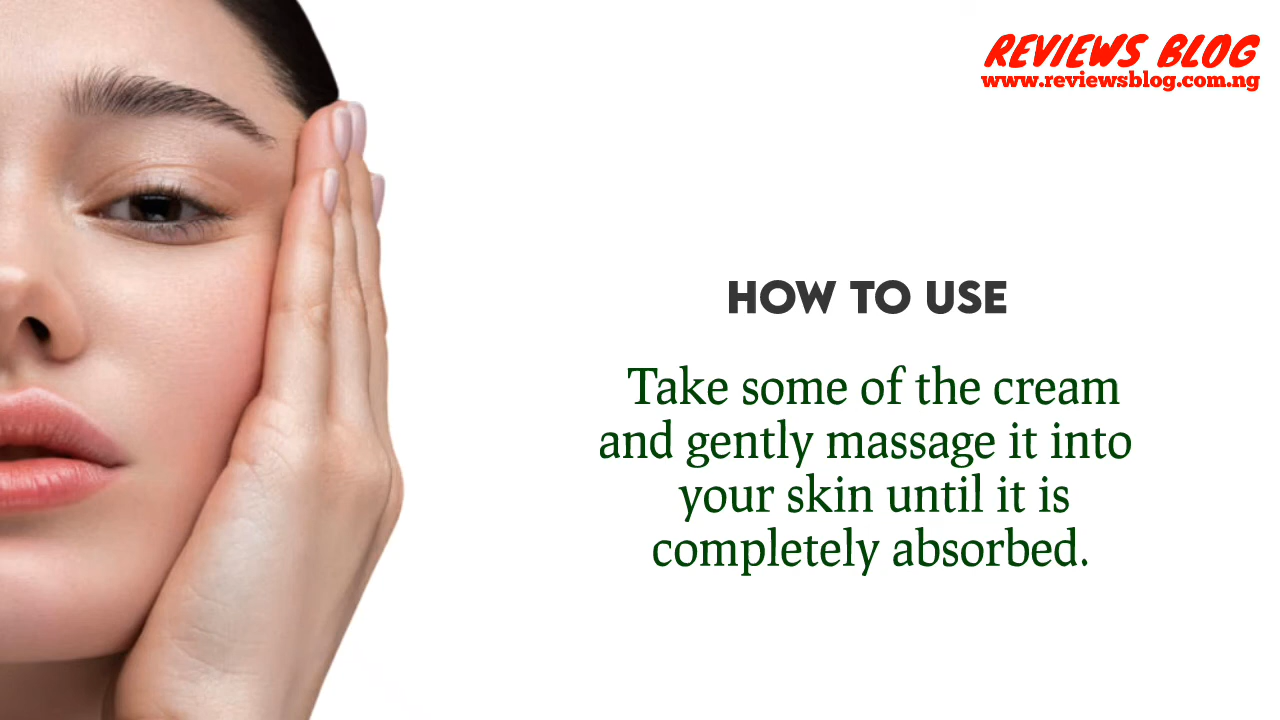 REVIEWS BLOG
www.reviewsblog.com.ng
HOW TO USE
Take some of the cream
and gently massage it into
your skin until it is
completely absorbed.